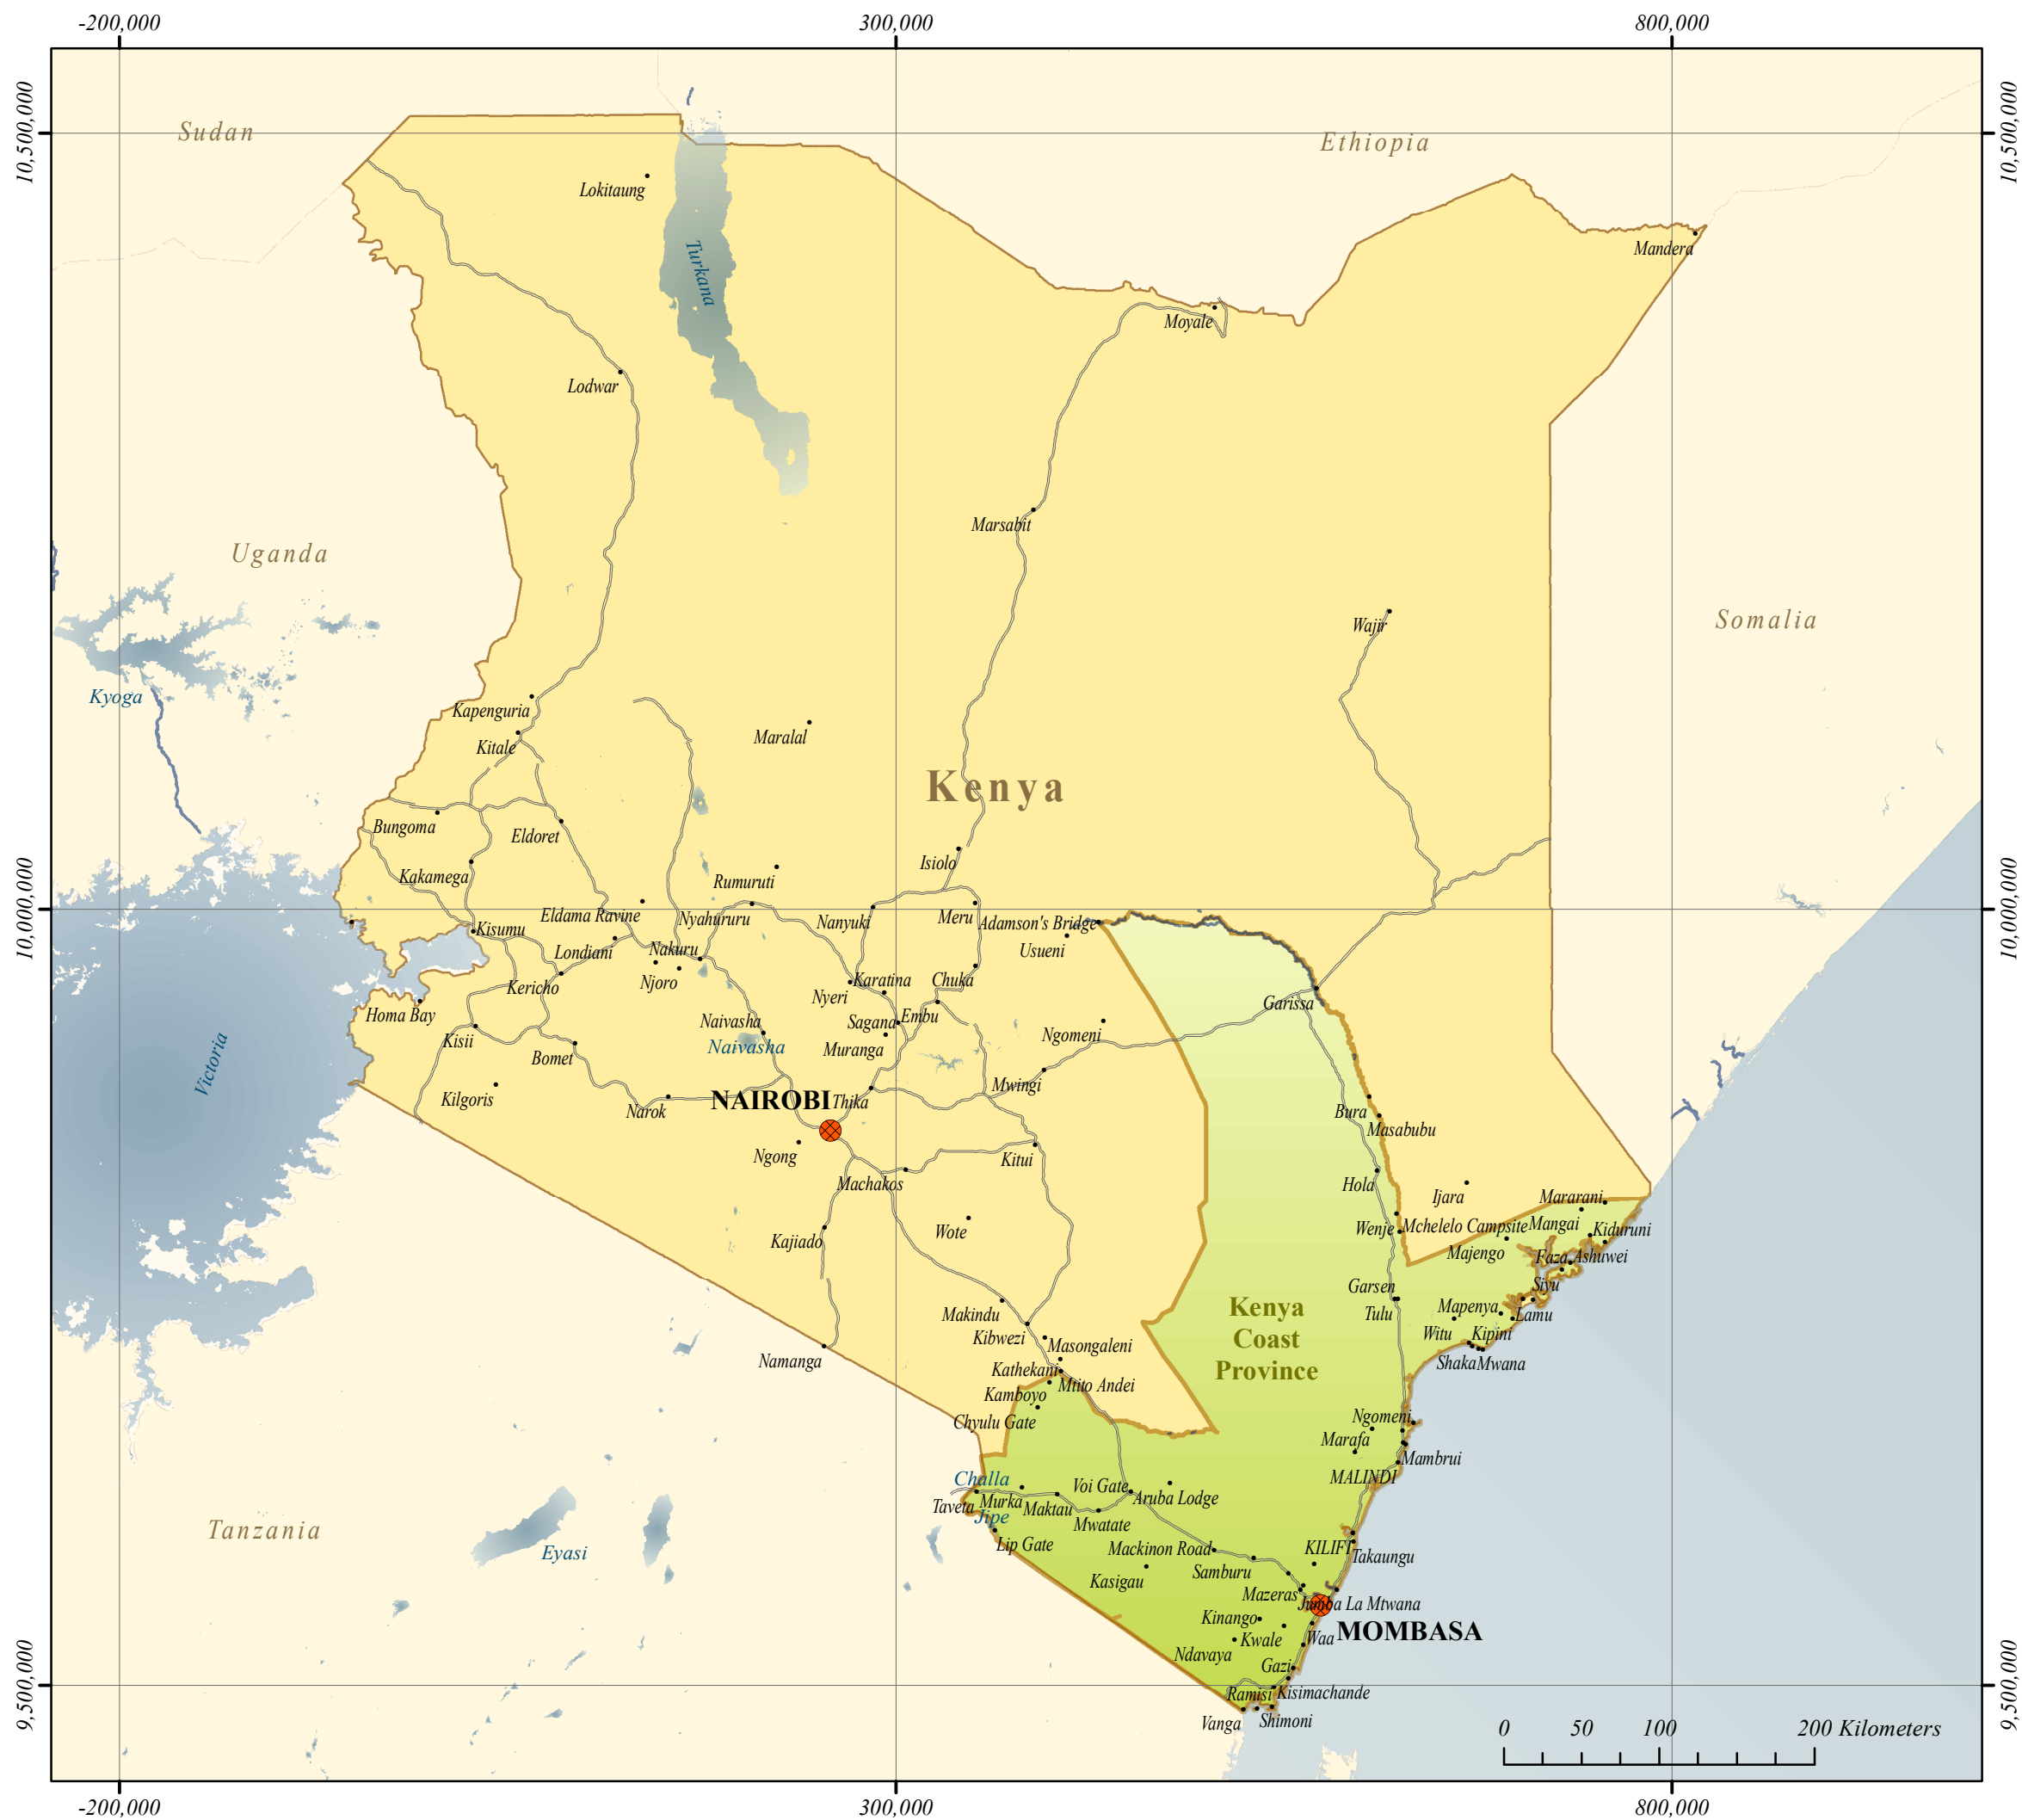 -200,000
300,000
800,000
10,500,000
10,500,000
Sudan
Ethiopia
Lokitaung
Turkana
Mandera
Moyale
Lodwar
Marsabit
Uganda
Somalia
Wajir
Kyoga
Kapenguria
Kitale
Maralal
Kenya
Bungoma
Eldoret
Isiolo
Kakamega
Rumuruti
10,000,000
10,000,000
Eldama Ravine
Nyahururu
Nanyuki
Meru
Adamson's Bridge
Kisumu
Londiani
Nakuru
Usueni
Njoro
Kericho
Karatina
Chuka
Nyeri
Garissa
Homa Bay
Naivasha
Sagana
Embu
Ngomeni
Kisii
Naivasha
Muranga
Bomet
Victoria
Mwingi
Kilgoris
Narok
NAIROBI
Thika
Bura
Masabubu
Ngong
Kitui
Machakos
Hola
Ijara
Mararani
Wote
Wenje
Mchelelo Campsite
Mangai
Kiduruni
Kajiado
Majengo
Faza
Ashuwei
Siyu
Garsen
Kenya
Coast
Province
Makindu
Tulu
Mapenya
Lamu
Kibwezi
Masongaleni
Witu
Kipini
Namanga
Kathekani
Shaka
Mwana
Mtito Andei
Kamboyo
Chyulu Gate
Ngomeni
Marafa
Mambrui
MALINDI
Challa
Voi Gate
Aruba Lodge
Taveta
Murka
Maktau
Jipe
Mwatate
Tanzania
Eyasi
Lip Gate
Mackinon Road
KILIFI
Takaungu
Samburu
Kasigau
Mazeras
Jumba La Mtwana
Kinango
MOMBASA
Kwale
Waa
Ndavaya
Gazi
9,500,000
9,500,000
Ramisi
Kisimachande
Vanga
Shimoni
0
50
100
200 Kilometers
-200,000
300,000
800,000